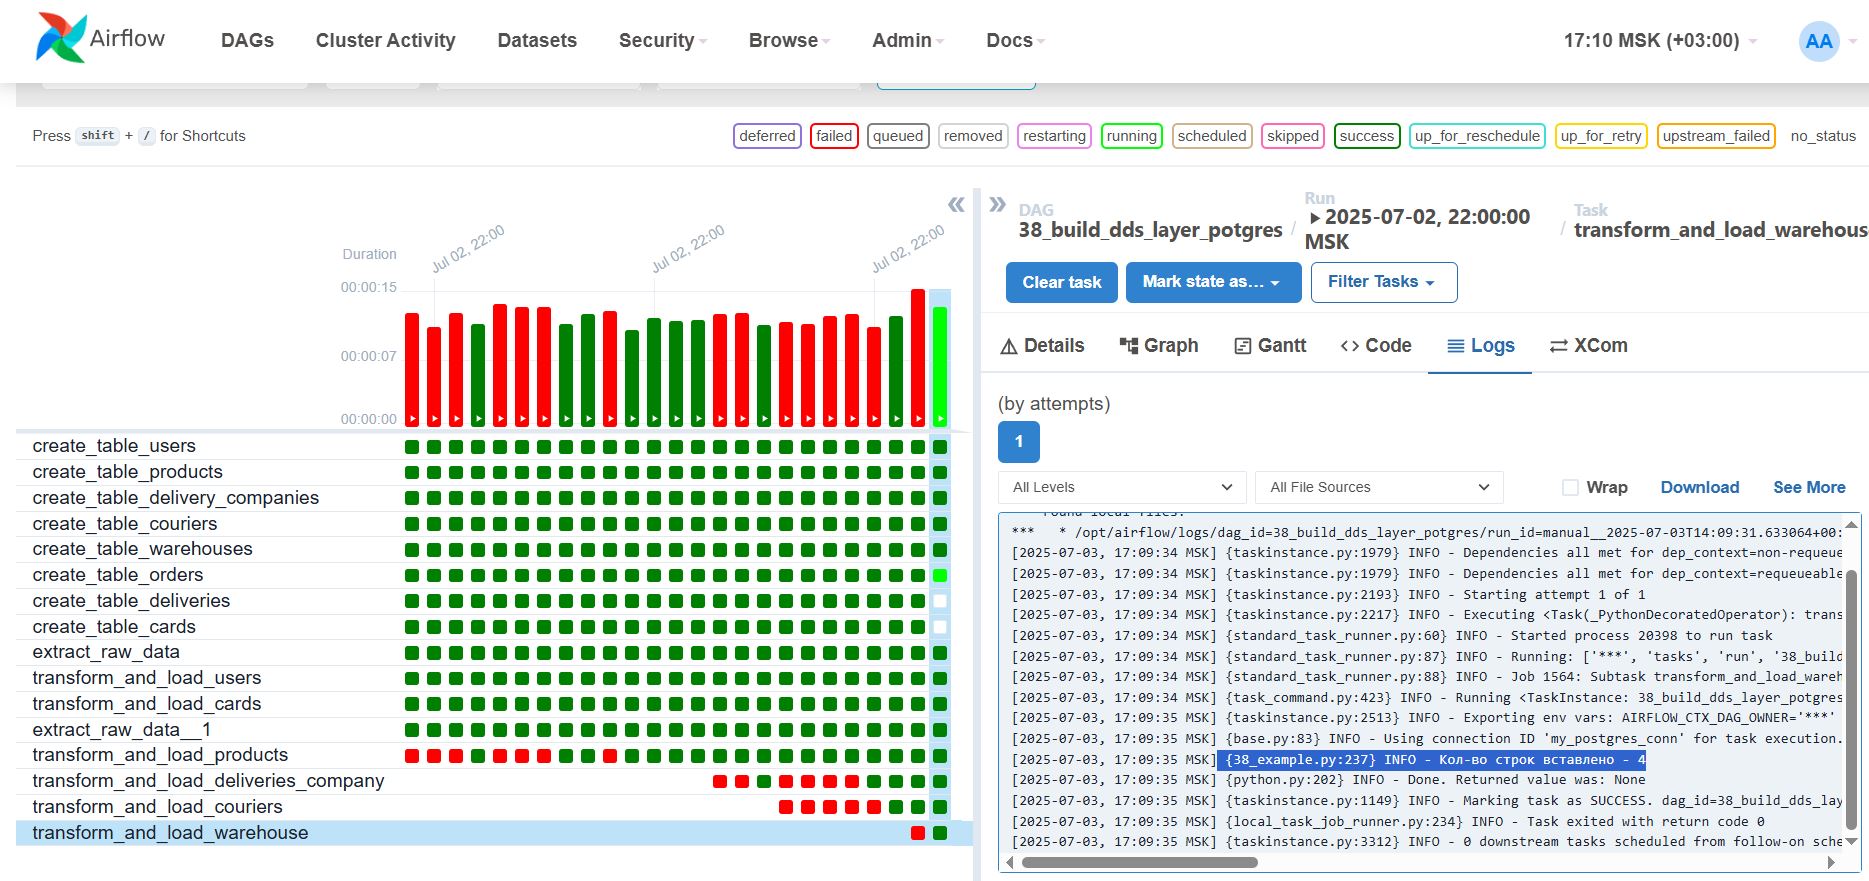 Airflow
DAGs
Cluster Activity
Datasets
Security
Browse
Admin
Docs
17:10 MSK (+03:00)
AA
Press shift + / for Shortcuts
deferred
failed
queued
removed
restarting
running
scheduled
skipped
success
up_for_reschedule
up_for_retry
upstream_failed
no_status
Duration
00:00:15
00:00:07
00:00:00
Jul 02, 22:00
Jul 02, 22:00
Jul 02, 22:00
create_table_users
create_table_products
create_table_delivery_companies
create_table_couriers
create_table_warehouses
create_table_orders
create_table_deliveries
create_table_cards
extract_raw_data
transform_and_load_users
transform_and_load_cards
extract_raw_data__1
transform_and_load_products
transform_and_load_deliveries_company
transform_and_load_couriers
transform_and_load_warehouse
DAG
38_build_dds_layer_potgres
/
Run
2025-07-02, 22:00:00
MSK
/
Task
transform_and_load_warehous
Clear task
Mark state as...
Filter Tasks
Details
Graph
Gantt
Code
Logs
XCom
(by attempts)
1
All Levels
All File Sources
Wrap
Download
See More
Found local files:
*** * /opt/airflow/logs/dag_id=38_build_dds_layer_potgres/run_id=manual__2025-07-03T14:09:31.633064+00:
[2025-07-03, 17:09:34 MSK] {taskinstance.py:1979} INFO - Dependencies all met for dep_context=non-requeue
[2025-07-03, 17:09:34 MSK] {taskinstance.py:1979} INFO - Dependencies all met for dep_context=requeueable
[2025-07-03, 17:09:34 MSK] {taskinstance.py:2193} INFO - Starting attempt 1 of 1
[2025-07-03, 17:09:34 MSK] {taskinstance.py:2217} INFO - Executing <Task(_PythonDecoratedOperator): trans
[2025-07-03, 17:09:34 MSK] {standard_task_runner.py:60} INFO - Started process 20398 to run task
[2025-07-03, 17:09:34 MSK] {standard_task_runner.py:87} INFO - Running: ['***', 'tasks', 'run', '38_build
[2025-07-03, 17:09:34 MSK] {standard_task_runner.py:88} INFO - Job 1564: Subtask transform_and_load_wareh
[2025-07-03, 17:09:34 MSK] {task_command.py:423} INFO - Running <TaskInstance: 38_build_dds_layer_potgres
[2025-07-03, 17:09:35 MSK] {taskinstance.py:2513} INFO - Exporting env vars: AIRFLOW_CTX_DAG_OWNER='***'
[2025-07-03, 17:09:35 MSK] {base.py:83} INFO - Using connection ID 'my_postgres_conn' for task execution.
[2025-07-03, 17:09:35 MSK] {38_example.py:237} INFO - Кол-во строк вставлено - 4
[2025-07-03, 17:09:35 MSK] {python.py:202} INFO - Done. Returned value was: None
[2025-07-03, 17:09:35 MSK] {taskinstance.py:1149} INFO - Marking task as SUCCESS. dag_id=38_build_dds_lay
[2025-07-03, 17:09:35 MSK] {local_task_job_runner.py:234} INFO - Task exited with return code 0
[2025-07-03, 17:09:35 MSK] {taskinstance.py:3312} INFO - 0 downstream tasks scheduled from follow-on sche